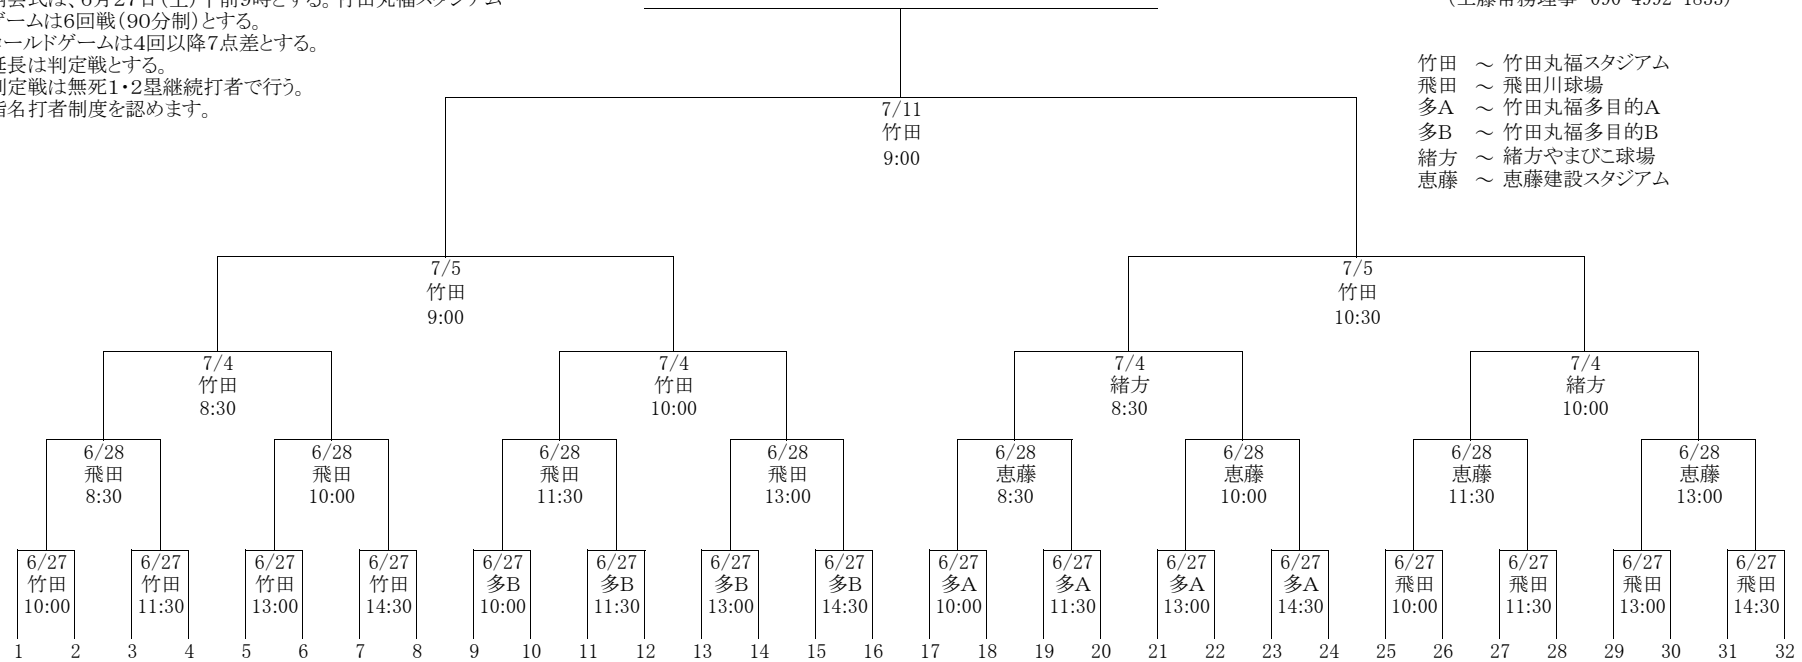 開会式は、6月27日(土)午前9時とする。竹田丸福スタジアム
ゲームは6回戦(90分制)とする。
コールドゲームは4回以降7点差とする。
延長は判定戦とする。
判定戦は無死1・2塁継続打者で行う。
指名打者制度を認めます。
竹田 ～ 竹田丸福スタジアム
飛田 ～ 飛田川球場
多A ～ 竹田丸福多目的A
多B ～ 竹田丸福多目的B
緒方 ～ 緒方やまびこ球場
恵藤 ～ 恵藤建設スタジアム
7/11
竹田
9:00
7/5 7/5
竹田 竹田
9:00 10:30
7/4 7/4 7/4 7/4
竹田 竹田 緒方 緒方
8:30 10:00 8:30 10:00
6/28 6/28 6/28 6/28 6/28 6/28 6/28 6/28
飛田 飛田 飛田 飛田 恵藤 恵藤 恵藤 恵藤
8:30 10:00 11:30 13:00 8:30 10:00 11:30 13:00
6/27 6/27 6/27 6/27 6/27 6/27 6/27 6/27 6/27 6/27 6/27 6/27 6/27 6/27 6/27 6/27
竹田 竹田 竹田 竹田 多B 多B 多B 多B 多A 多A 多A 多A 飛田 飛田 飛田 飛田
10:00 11:30 13:00 14:30 10:00 11:30 13:00 14:30 10:00 11:30 13:00 14:30 10:00 11:30 13:00 14:30
1 2 3 4 5 6 7 8 9 10 11 12 13 14 15 16 17 18 19 20 21 22 23 24 25 26 27 28 29 30 31 32